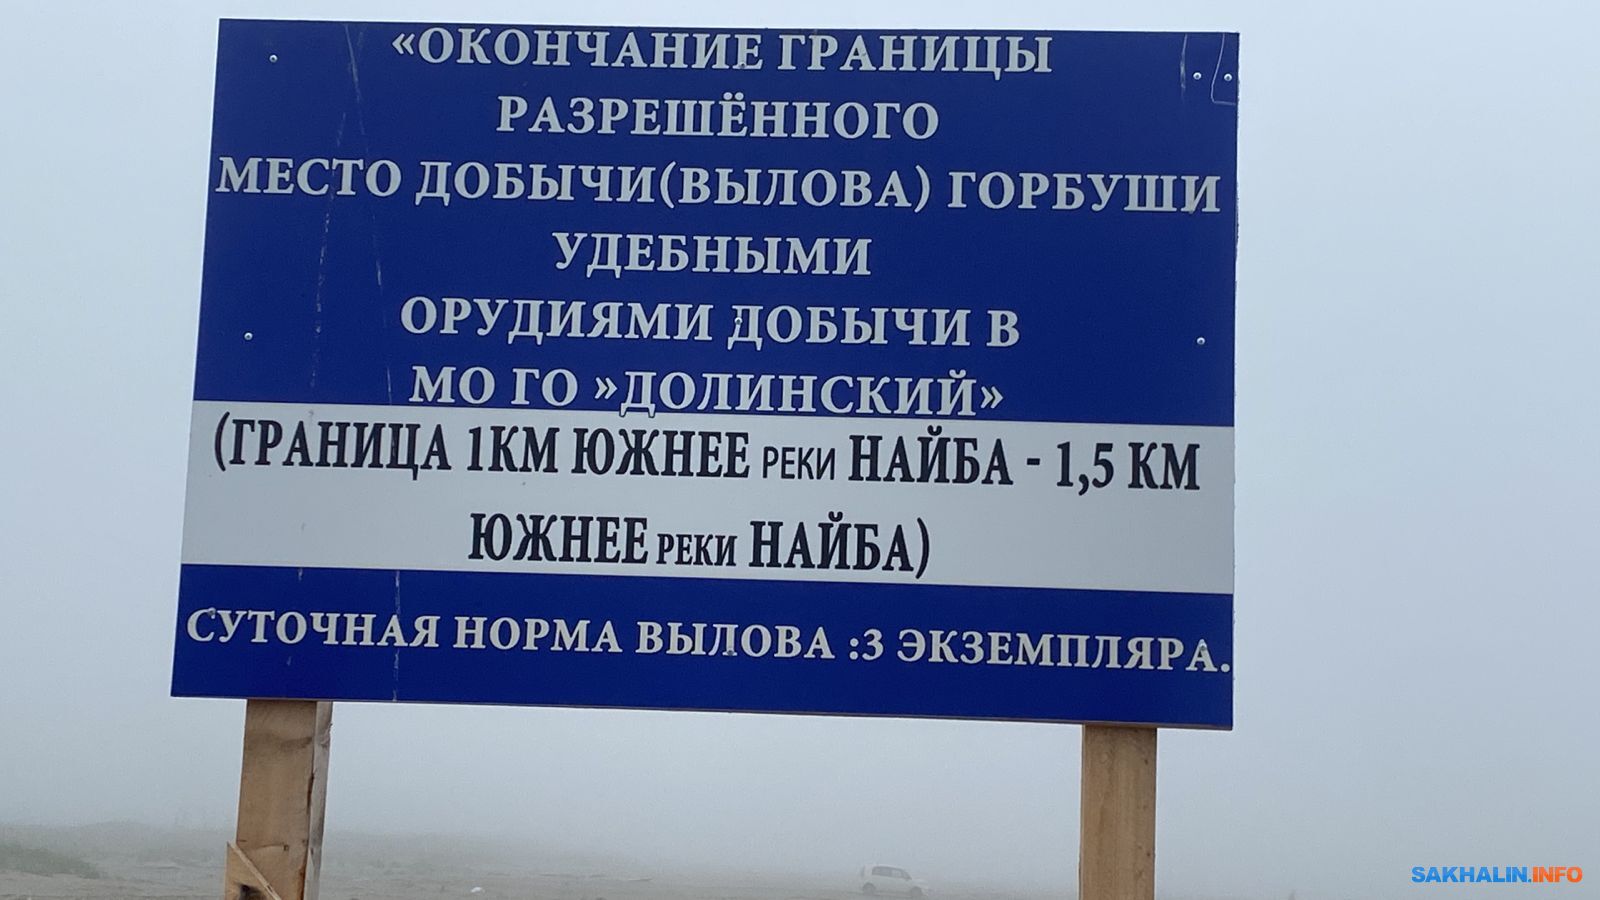 «ОКОНЧАНИЕ ГРАНИЦЫ
РАЗРЕШЁННОГО
МЕСТО ДОБЫЧИ(ВЫЛОВА) ГОРБУШИ
УДЕБНЫМИ
ОРУДИЯМИ ДОБЫЧИ В
МО ГО »ДОЛИНСКИЙ»
(ГРАНИЦА 1КМ ЮЖНЕЕ РЕКИ НАЙБА - 1,5 КМ
ЮЖНЕЕ РЕКИ НАЙБА)
СУТОЧНАЯ НОРМА ВЫЛОВА :3 ЭКЗЕМПЛЯРА.
SAKHALIN.INFO